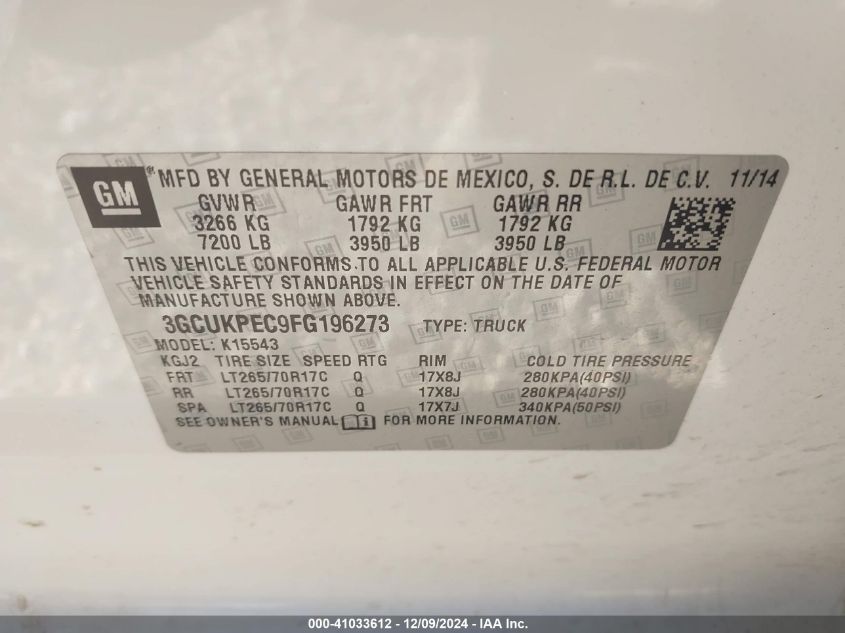 GM ® MFD BY GENERAL MOTORS DE MEXICO, S. DE R.L. DE C.V. 11/14
GVWR GAWR FRT GAWR RR
3266 KG 1792 KG 1792 KG
7200 LB 3950 LB 3950 LB
THIS VEHICLE CONFORMS TO ALL APPLICABLE U.S. FEDERAL MOTOR
VEHICLE SAFETY STANDARDS IN EFFECT ON THE DATE OF
MANUFACTURE SHOWN ABOVE.
3GCUKPEC9FG196273 TYPE: TRUCK
MODEL: K15543
KGJ2 TIRE SIZE SPEED RTG RIM COLD TIRE PRESSURE
FRT LT265/70R17C Q 17X8J 280KPA(40PSI)
RR LT265/70R17C Q 17X8J 280KPA(40PSI)
SPA LT265/70R17C Q 17X7J 340KPA(50PSI)
SEE OWNER'S MANUAL FOR MORE INFORMATION.
000-41033612 - 12/09/2024 - IAA Inc.